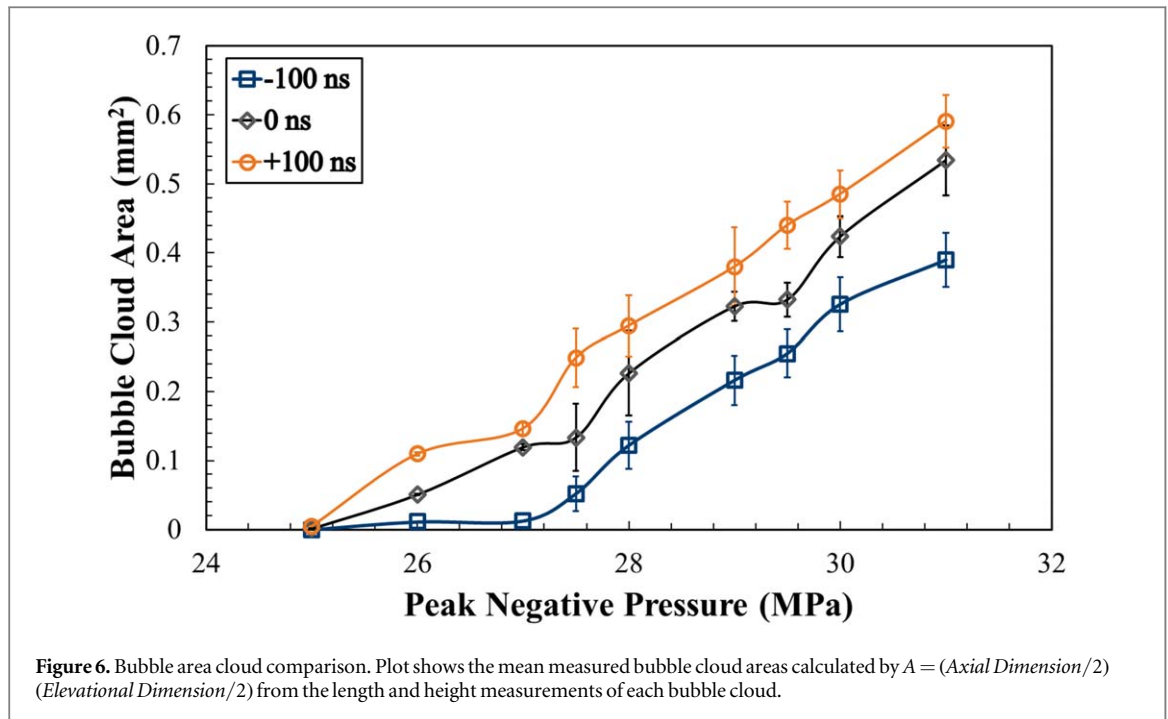 0.7
0.6
0.5
0.4
0.3
0.2
0.1
0
Bubble Cloud Area (mm²)
-100 ns
0 ns
+100 ns
24 26 28 30 32
Peak Negative Pressure (MPa)
Figure 6. Bubble area cloud comparison. Plot shows the mean measured bubble cloud areas calculated by A = (Axial Dimension/2)
(Elevational Dimension/2) from the length and height measurements of each bubble cloud.